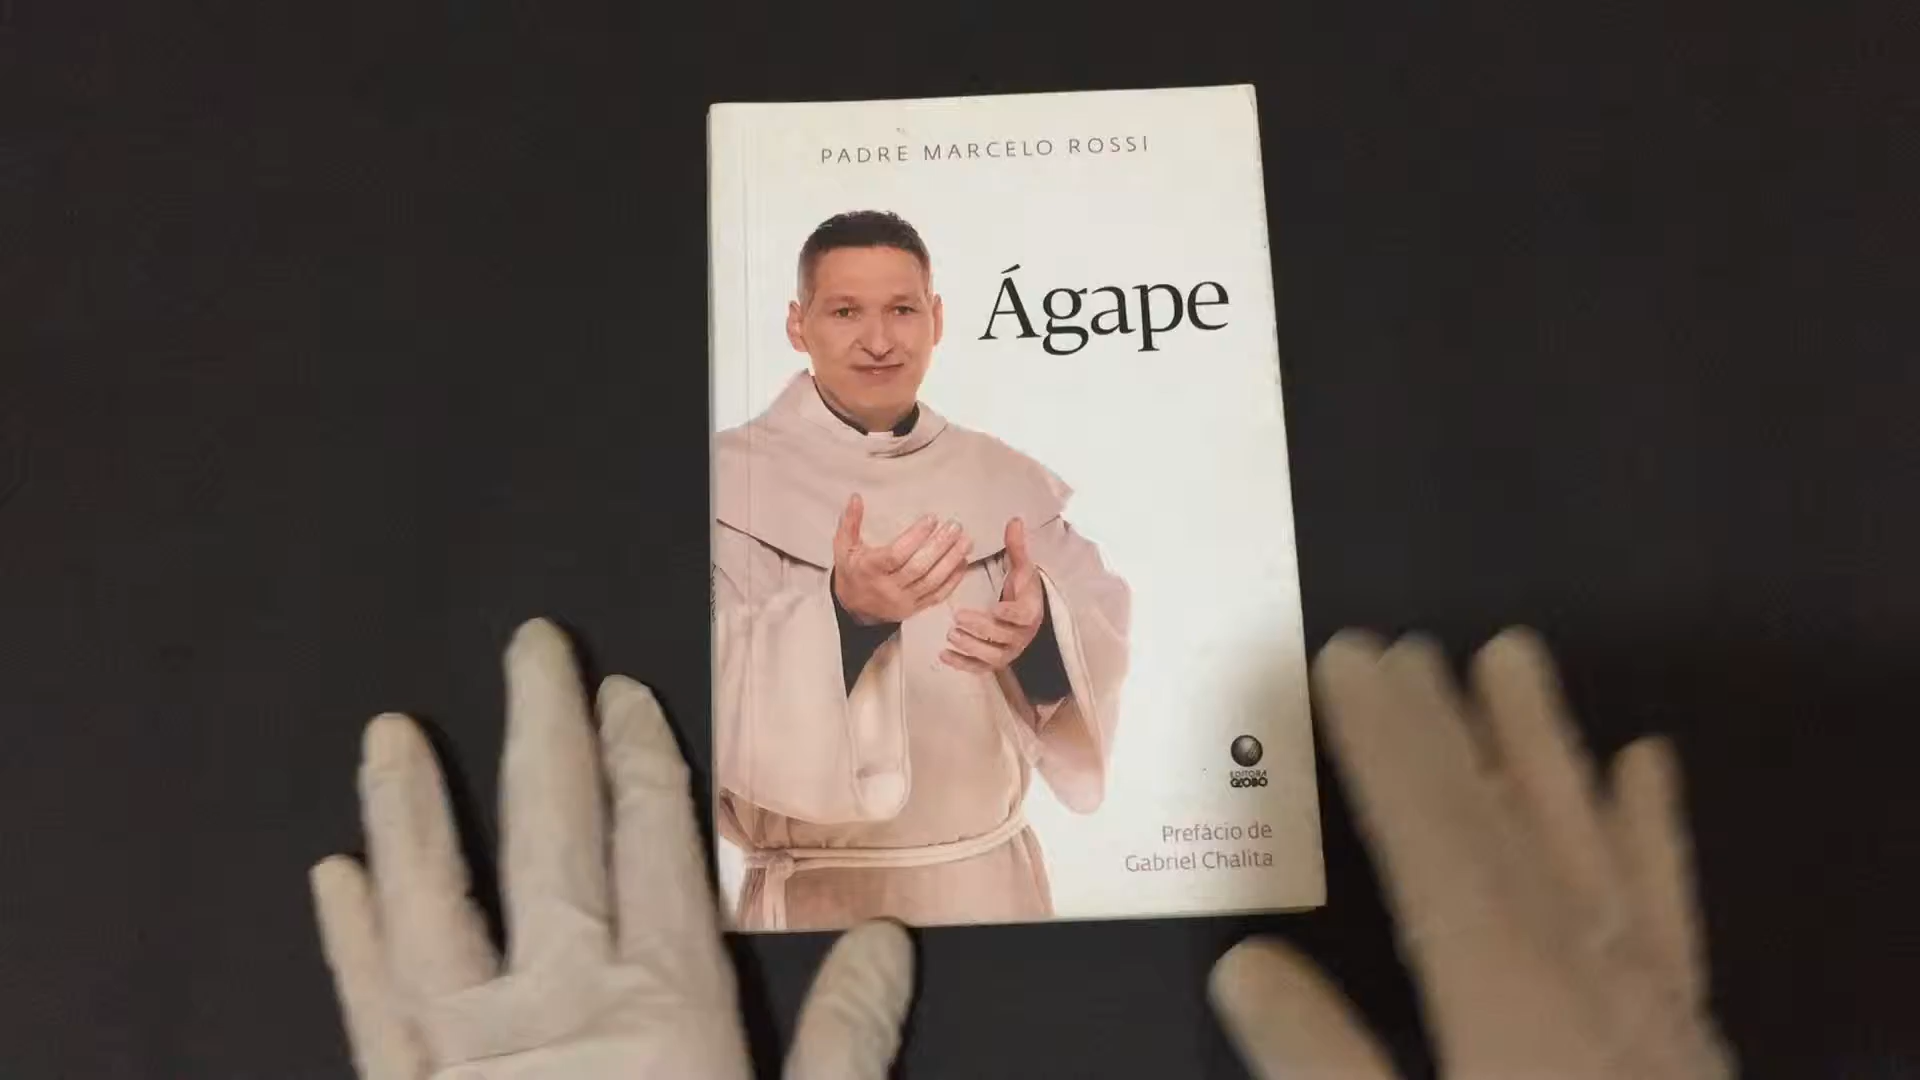 PADRE MARCELO ROSSI
Ágape
EDITORA
GLOBO
Prefácio de
Gabriel Chalita